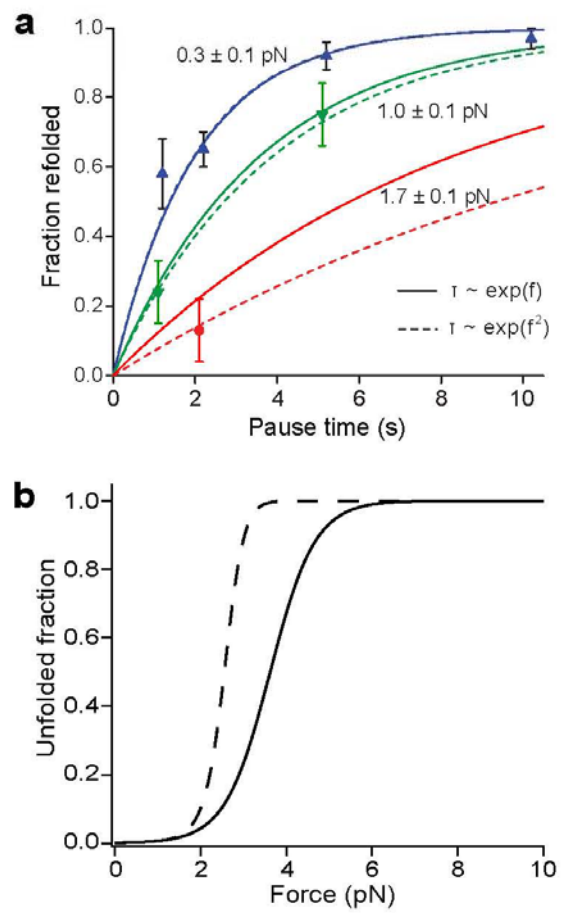 a
1.0
0.8
0.6
0.4
0.2
0.0
Fraction refolded
0.3 ± 0.1 pN
1.0 ± 0.1 pN
1.7 ± 0.1 pN
τ ~ exp(f)
τ ~ exp(f²)
0 2 4 6 8 10
Pause time (s)
b
1.0
0.8
0.6
0.4
0.2
0.0
Unfolded fraction
0 2 4 6 8 10
Force (pN)